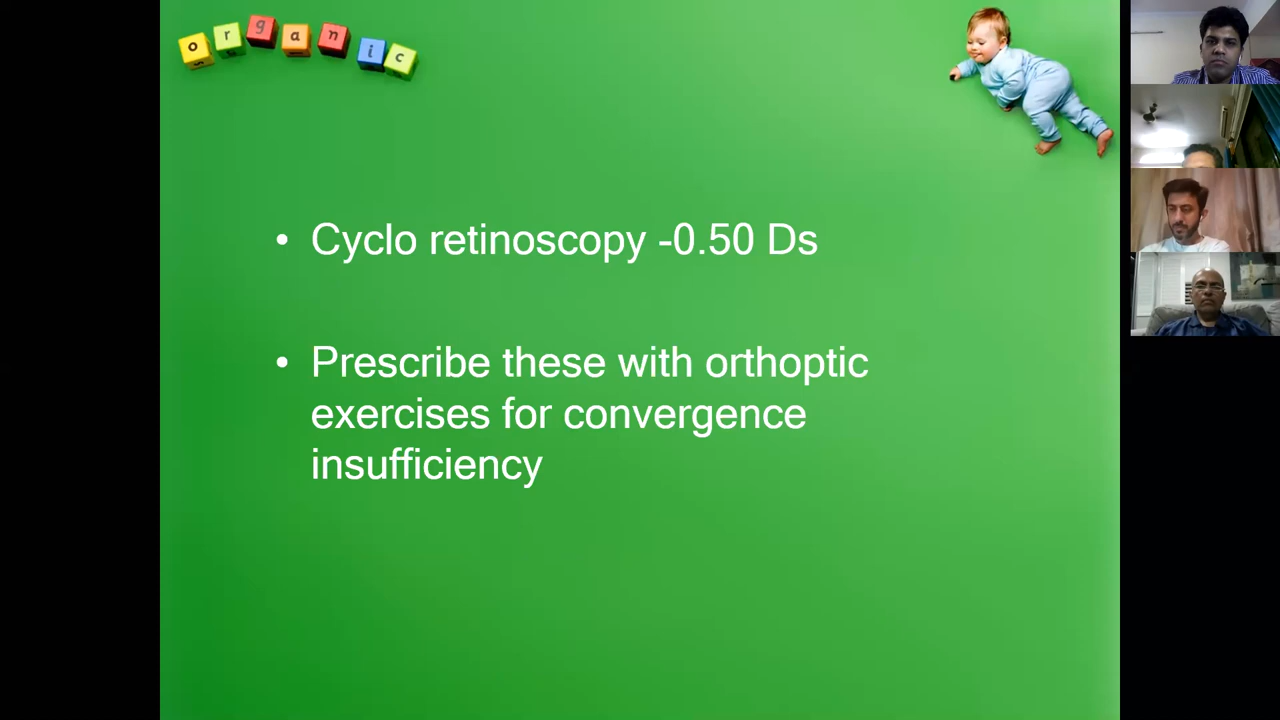 organic
• Cyclo retinoscopy -0.50 Ds
• Prescribe these with orthoptic
exercises for convergence
insufficiency